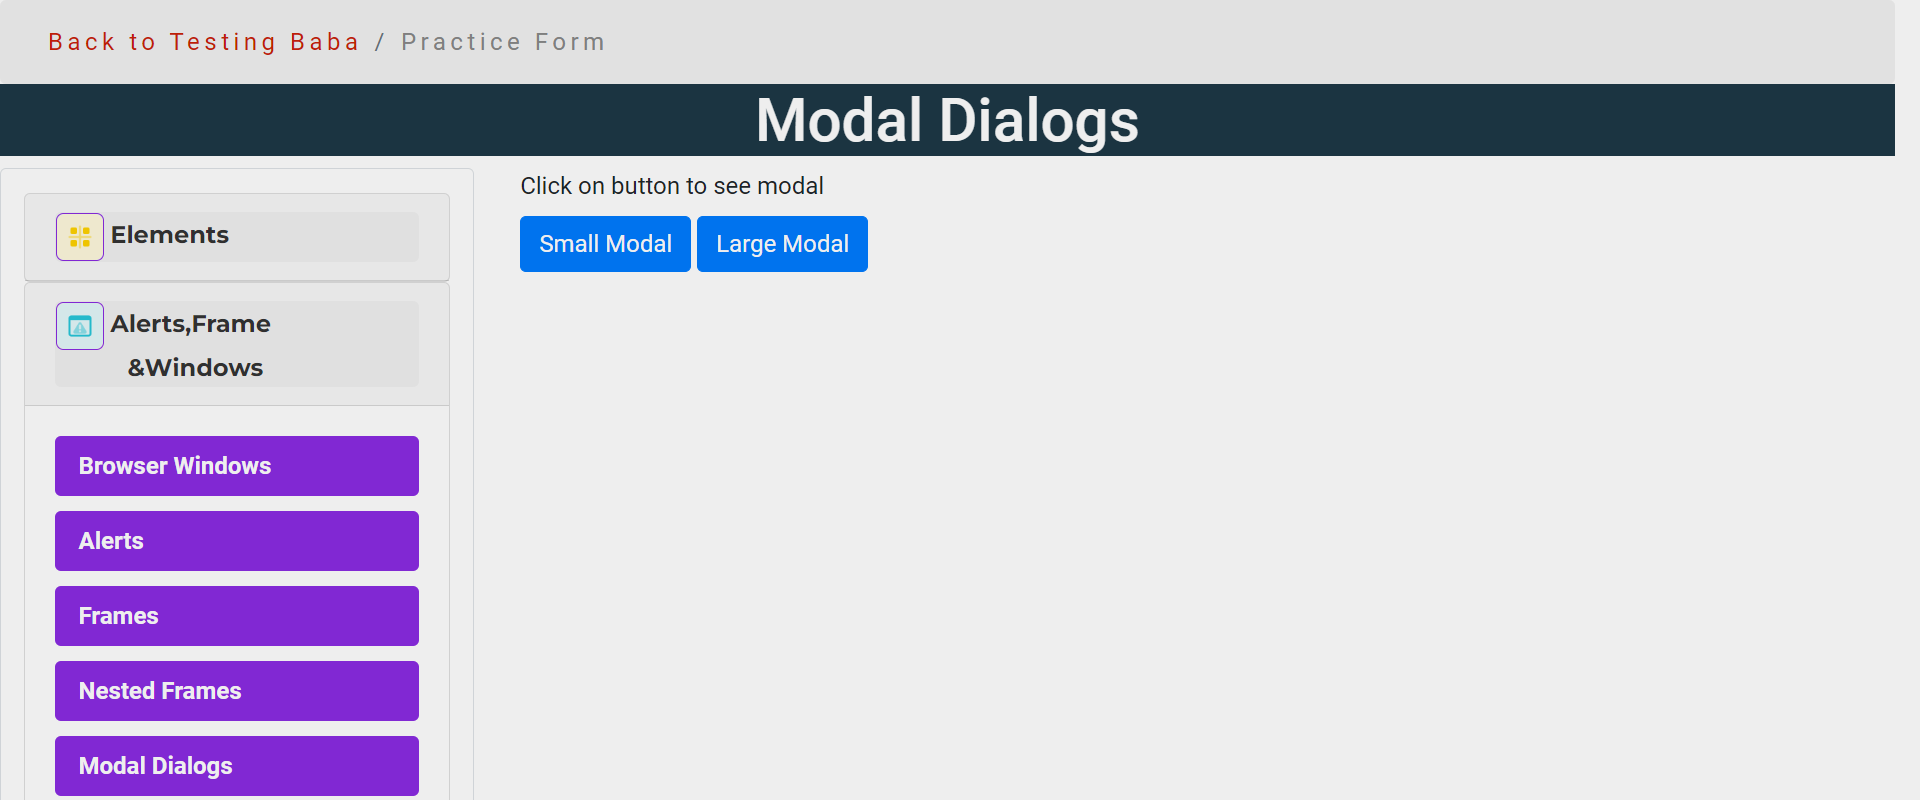 Back to Testing Baba / Practice Form
Modal Dialogs
Elements
Alerts,Frame
&Windows
Browser Windows
Alerts
Frames
Nested Frames
Modal Dialogs
Click on button to see modal
Small Modal Large Modal